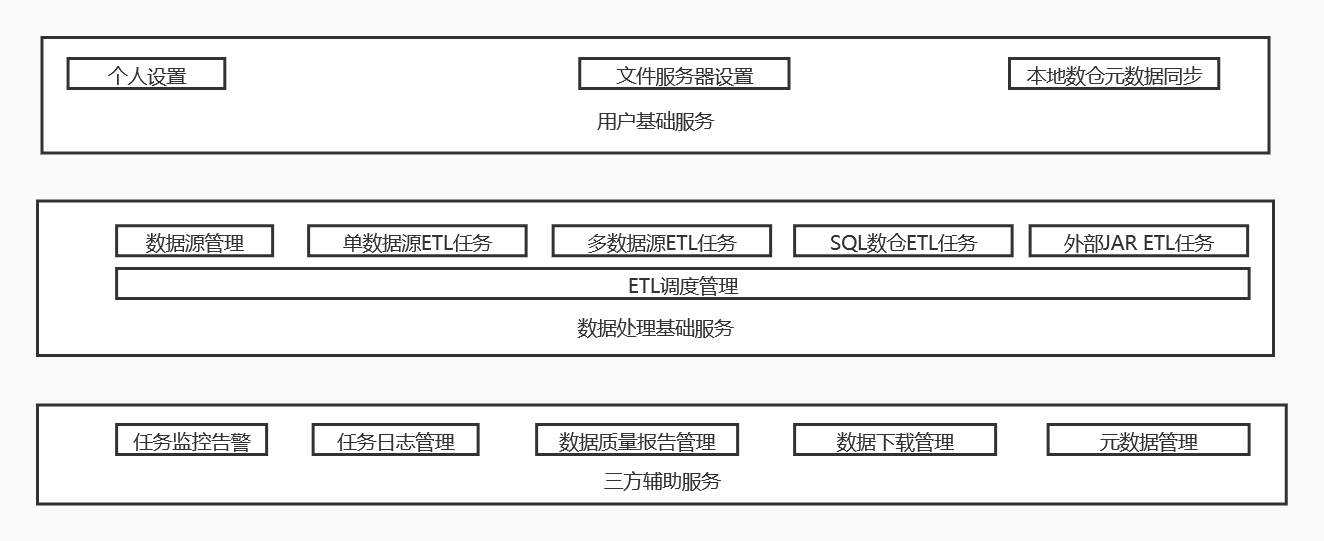 个人设置
文件服务器设置
本地数仓元数据同步
用户基础服务
数据源管理
单数据源ETL任务
多数据源ETL任务
SQL数仓ETL任务
外部JAR ETL任务
ETL调度管理
数据处理基础服务
任务监控告警
任务日志管理
数据质量报告管理
数据下载管理
元数据管理
三方辅助服务